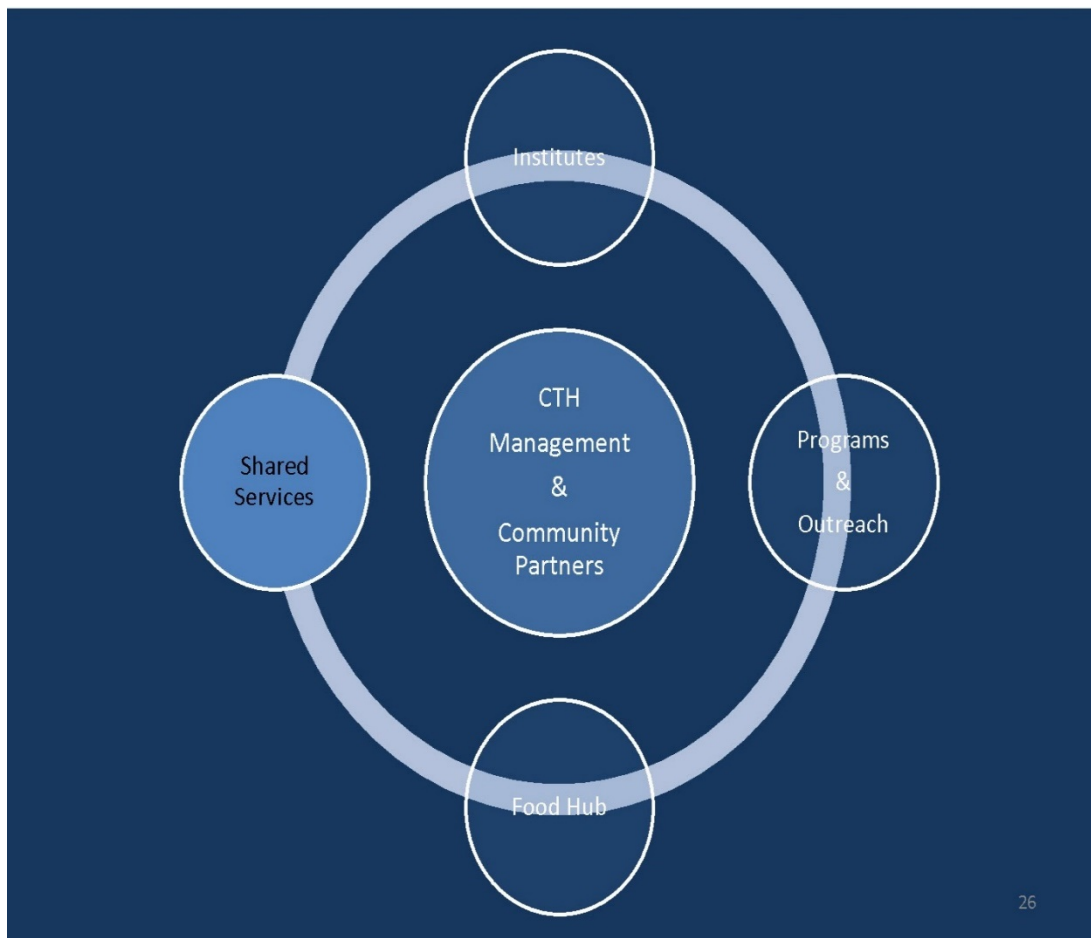 Institutes
CTH
Management
&
Community
Partners
Shared
Services
Programs
&
Outreach
Food Hub
26